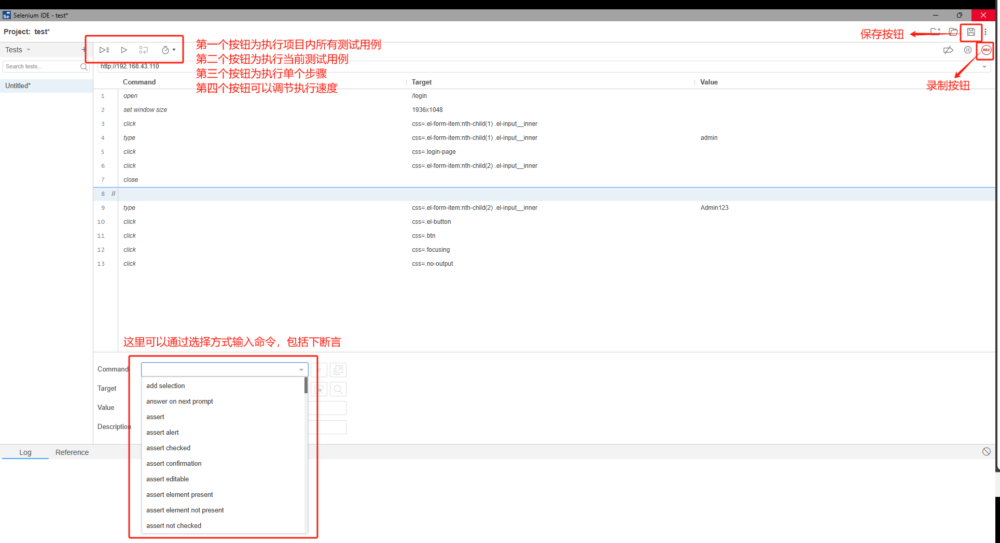 Selenium IDE - test*
Project: test*
保存按钮
Tests
+
第一个按钮为执行项目内所有测试用例
第二个按钮为执行当前测试用例
第三个按钮为执行单个步骤
第四个按钮可以调节执行速度
REC
录制按钮
Search tests...
http://192.168.43.110
Untitled*
Command Target Value
1 open /login
2 set window size 1936x1048
3 click css=.el-form-item:nth-child(1) .el-input__inner
4 type css=.el-form-item:nth-child(1) .el-input__inner admin
5 click css=.login-page
6 click css=.el-form-item:nth-child(2) .el-input__inner
7 close
8 //
9 type css=.el-form-item:nth-child(2) .el-input__inner Admin123
10 click css=.el-button
11 click css=.btn
12 click css=.focusing
13 click css=.no-output
这里可以通过选择方式输入命令，包括下断言
Command //
Target
Value
Description
add selection
answer on next prompt
assert
assert alert
assert checked
assert confirmation
assert editable
assert element present
assert element not present
assert not checked
Log Reference